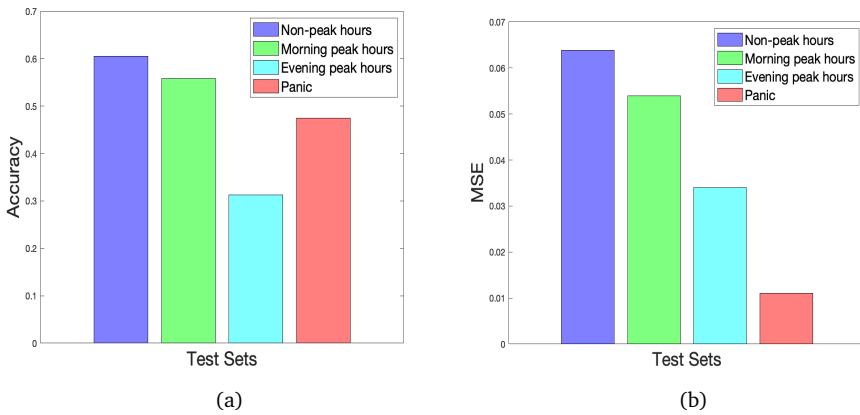 0.7
0.6
0.5
0.4
0.3
0.2
0.1
0
Accuracy
Non-peak hours
Morning peak hours
Evening peak hours
Panic
Test Sets
(a)
0.07
0.06
0.05
0.04
0.03
0.02
0.01
0
MSE
Non-peak hours
Morning peak hours
Evening peak hours
Panic
Test Sets
(b)